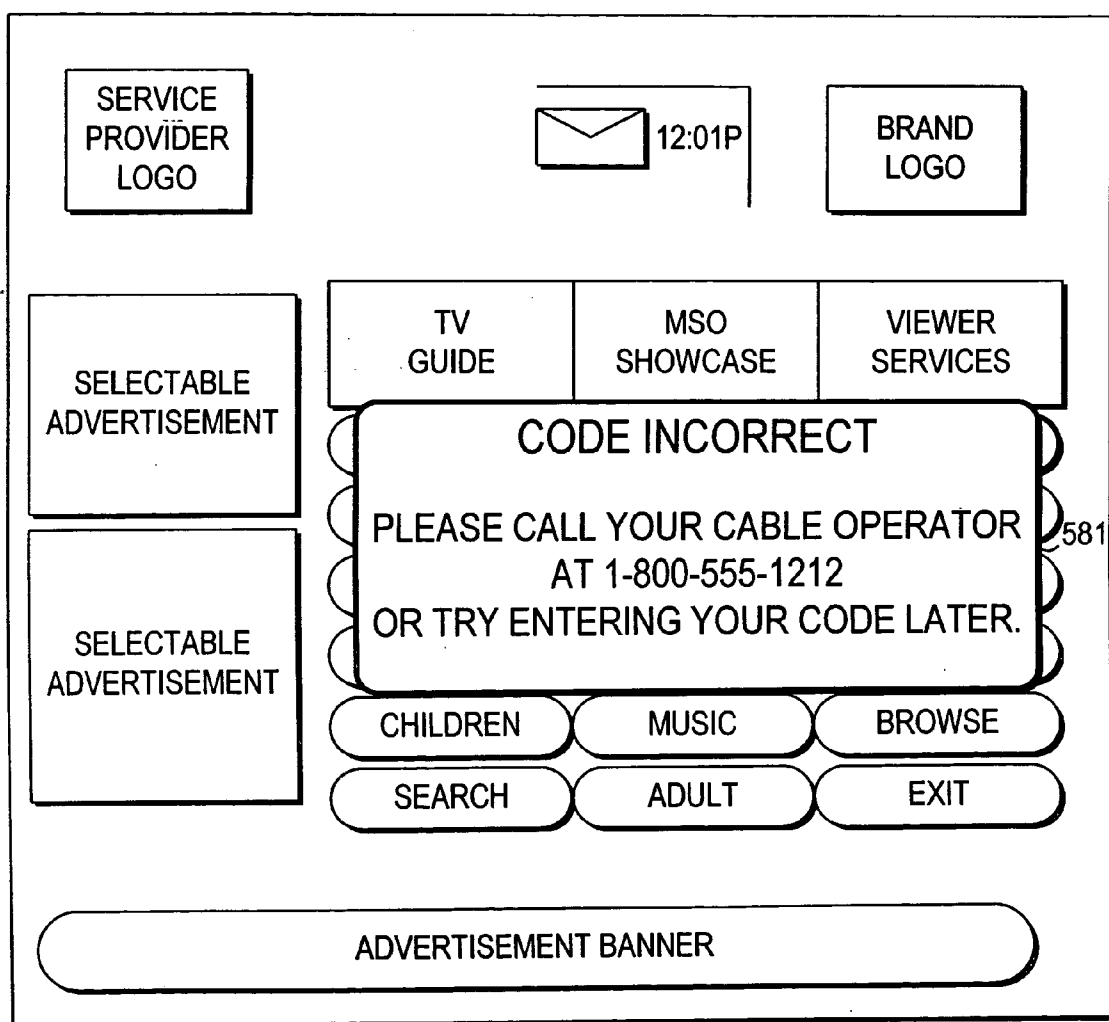 SERVICE
PROVIDER
LOGO
12:01P
BRAND
LOGO
SELECTABLE
ADVERTISEMENT
TV
GUIDE
MSO
SHOWCASE
VIEWER
SERVICES
CODE INCORRECT
PLEASE CALL YOUR CABLE OPERATOR
AT 1-800-555-1212
OR TRY ENTERING YOUR CODE LATER.
581
SELECTABLE
ADVERTISEMENT
CHILDREN
MUSIC
BROWSE
SEARCH
ADULT
EXIT
ADVERTISEMENT BANNER